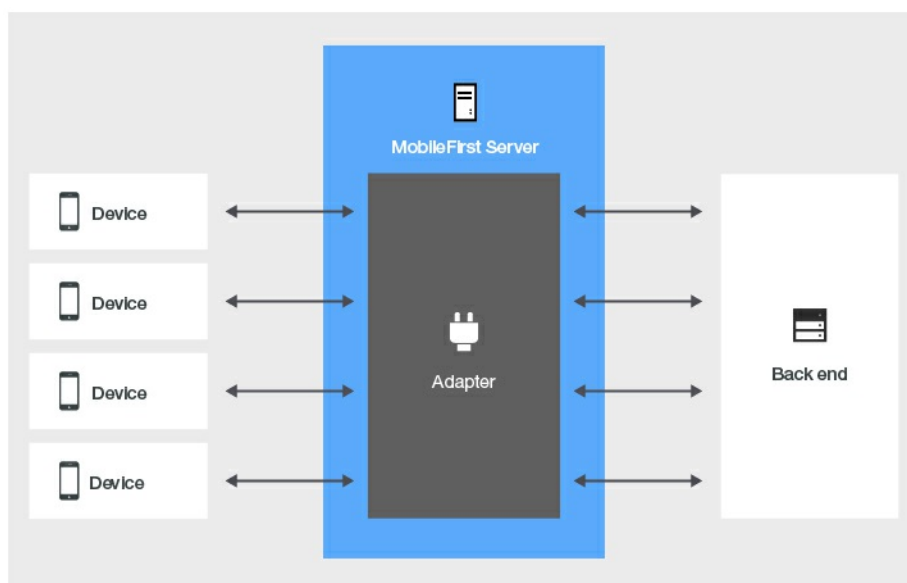 MobileFirst Server
Device
Device
Device
Device
Adapter
Back end